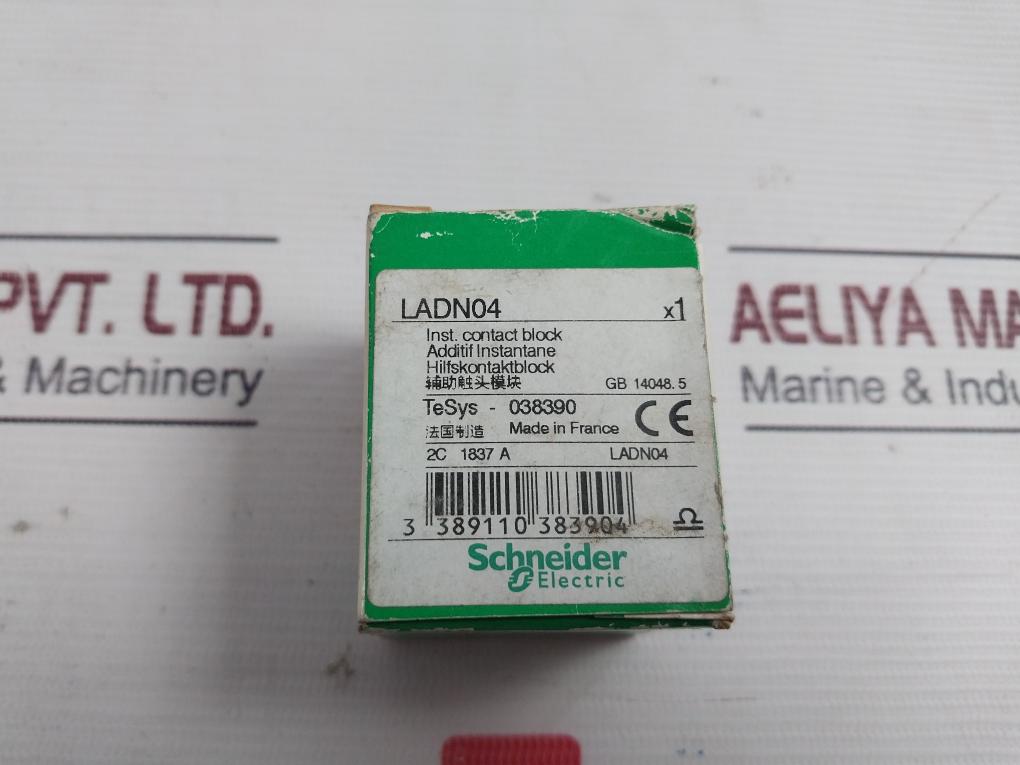 PVT. LTD.
& Machinery
AELIYA MA
Marine & Indu
LADN04 x1
Inst. contact block
Additif Instantane
Hilfskontaktblock
辅助触头模块 GB 14048.5
TeSys - 038390 CE
法国制造 Made in France
2C 1837 A LADN04
3 389110 383904
Schneider
Electric